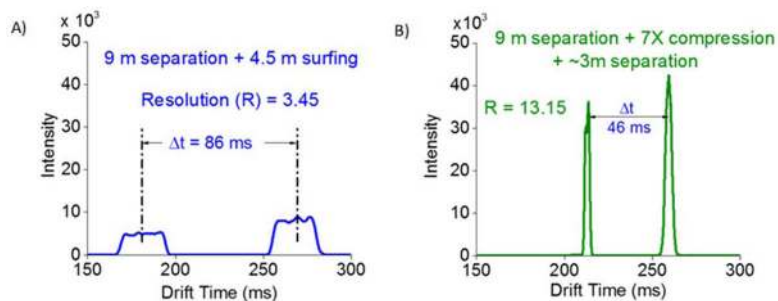 A)
x 10³
50
40
30
20
10
0
Intensity
9 m separation + 4.5 m surfing
Resolution (R) = 3.45
Δt = 86 ms
150 200 250 300
Drift Time (ms)
B)
x 10³
50
40
30
20
10
0
Intensity
9 m separation + 7X compression
+ ~3m separation
R = 13.15
Δt
46 ms
150 200 250 300
Drift Time (ms)